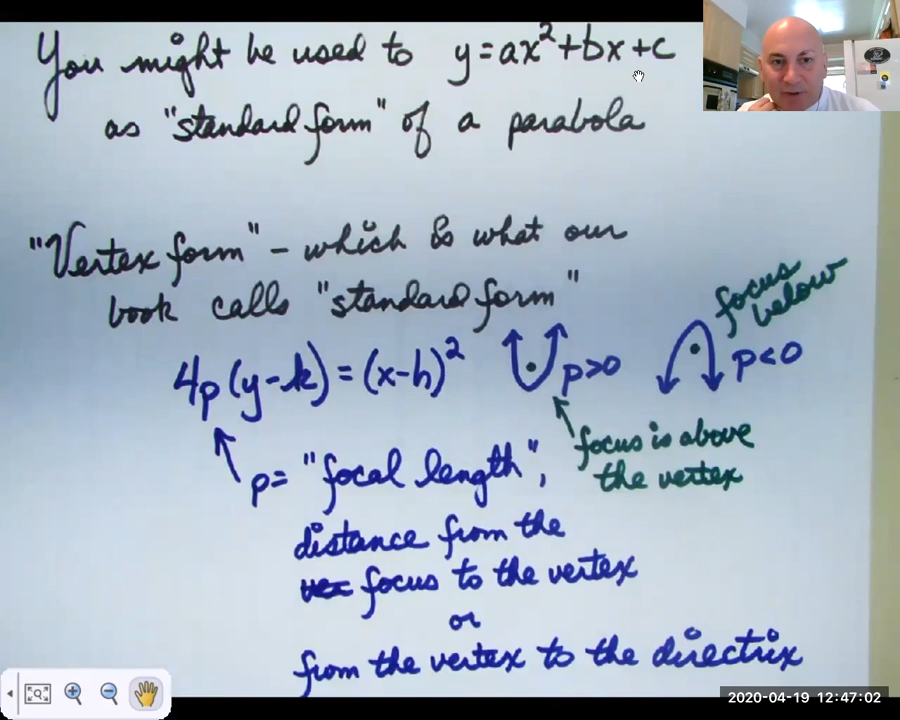 You might be used to y=ax²+bx+c
as "standard form" of a parabola
"Vertex form" - which is what our
book calls "standard form"
focus
below
4p(y-k)=(x-h)²
p>0
p<0
focus is above
the vertex
p= "focal length",
distance from the
focus to the vertex
or
from the vertex to the directrix
2020-04-19 12:47:02